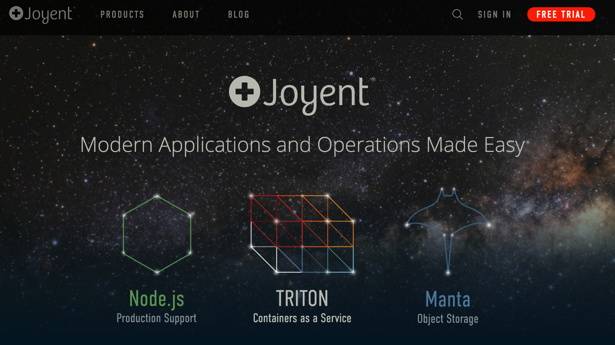 Joyent
PRODUCTS ABOUT BLOG SIGN IN FREE TRIAL
Joyent
Modern Applications and Operations Made Easy
Node.js TRITON Manta
Production Support Containers as a Service Object Storage